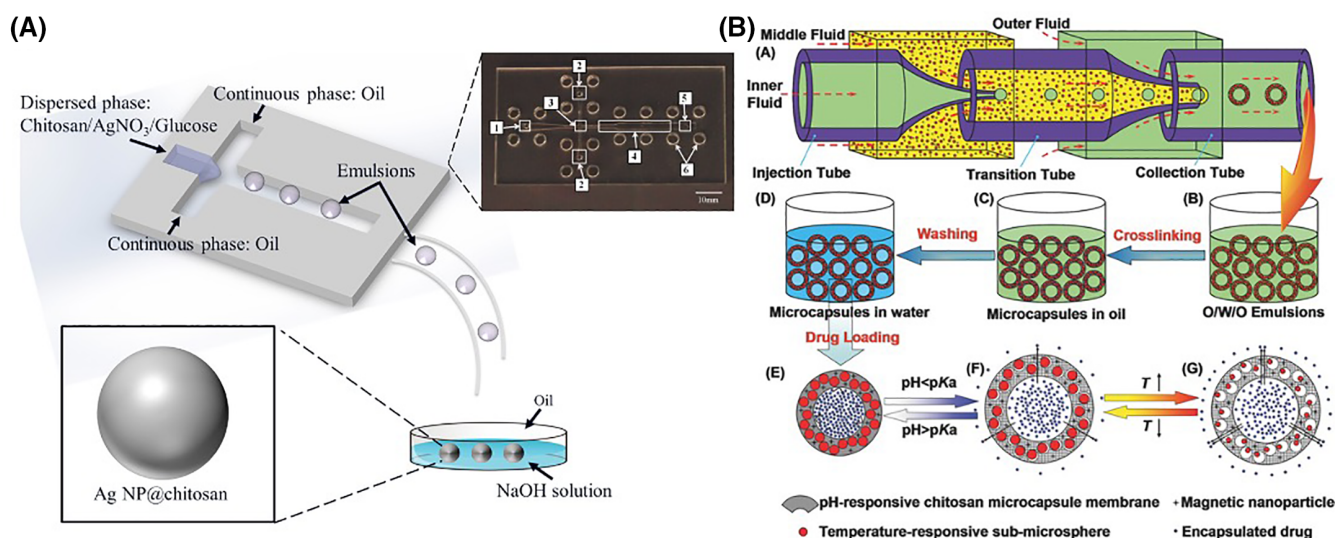 (A)
Dispersed phase:
Chitosan/AgNO₃/Glucose
Continuous phase: Oil
Emulsions
Continuous phase: Oil
2
3
5
1
4
2
6
10mm
Ag NP@chitosan
Oil
NaOH solution
(B)
Middle Fluid
Outer Fluid
(A)
Inner
Fluid
Injection Tube
Transition Tube
Collection Tube
(D)
(C)
(B)
Washing
Crosslinking
Microcapsules in water
Microcapsules in oil
O/W/O Emulsions
Drug Loading
(E)
pH<pKa
pH>pKa
(F)
T
T
(G)
pH-responsive chitosan microcapsule membrane
Magnetic nanoparticle
Temperature-responsive sub-microsphere
Encapsulated drug